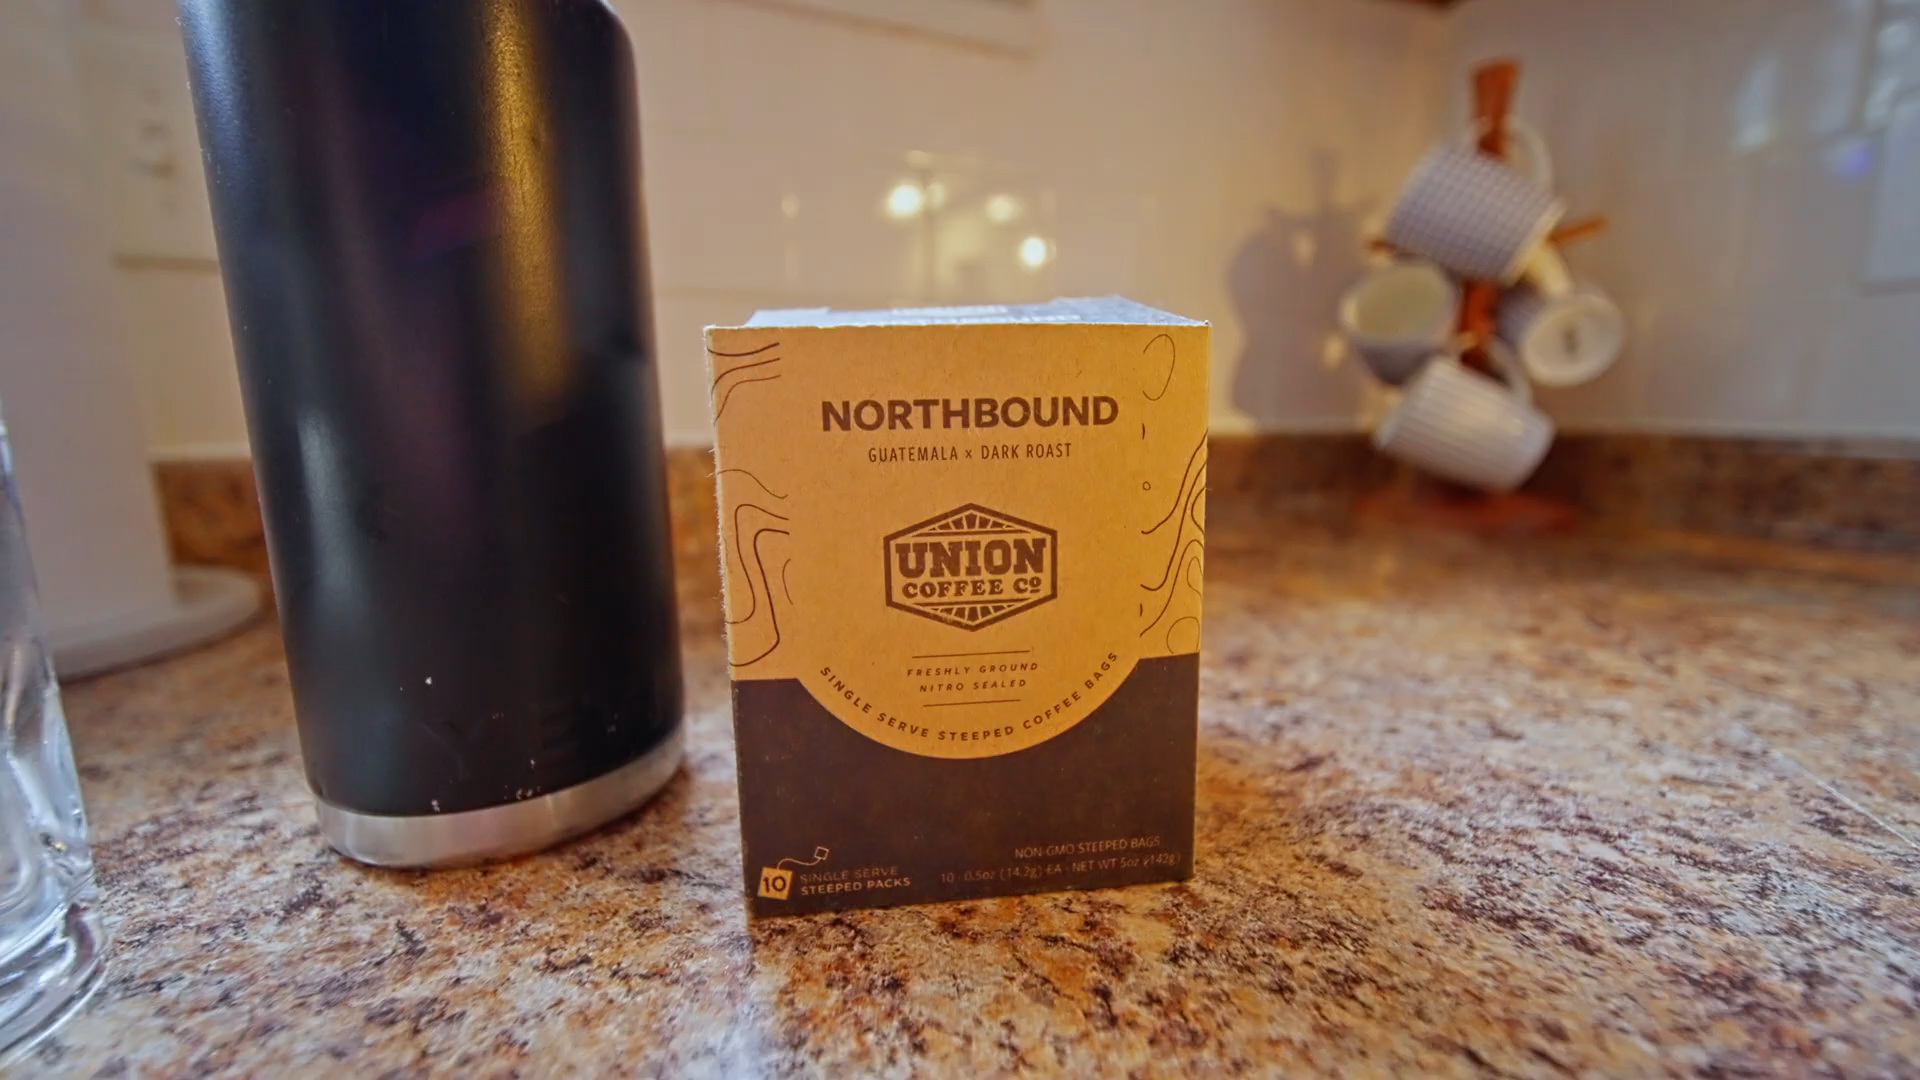 NORTHBOUND
GUATEMALA × DARK ROAST
UNION
COFFEE Cº
FRESHLY GROUND
NITRO SEALED
SINGLE SERVE STEEPED COFFEE BAGS
10
SINGLE SERVE
STEEPED PACKS
NON-GMO STEEPED BAGS
10 - 0.5oz (14.2g) EA - NET WT 5oz (142g)